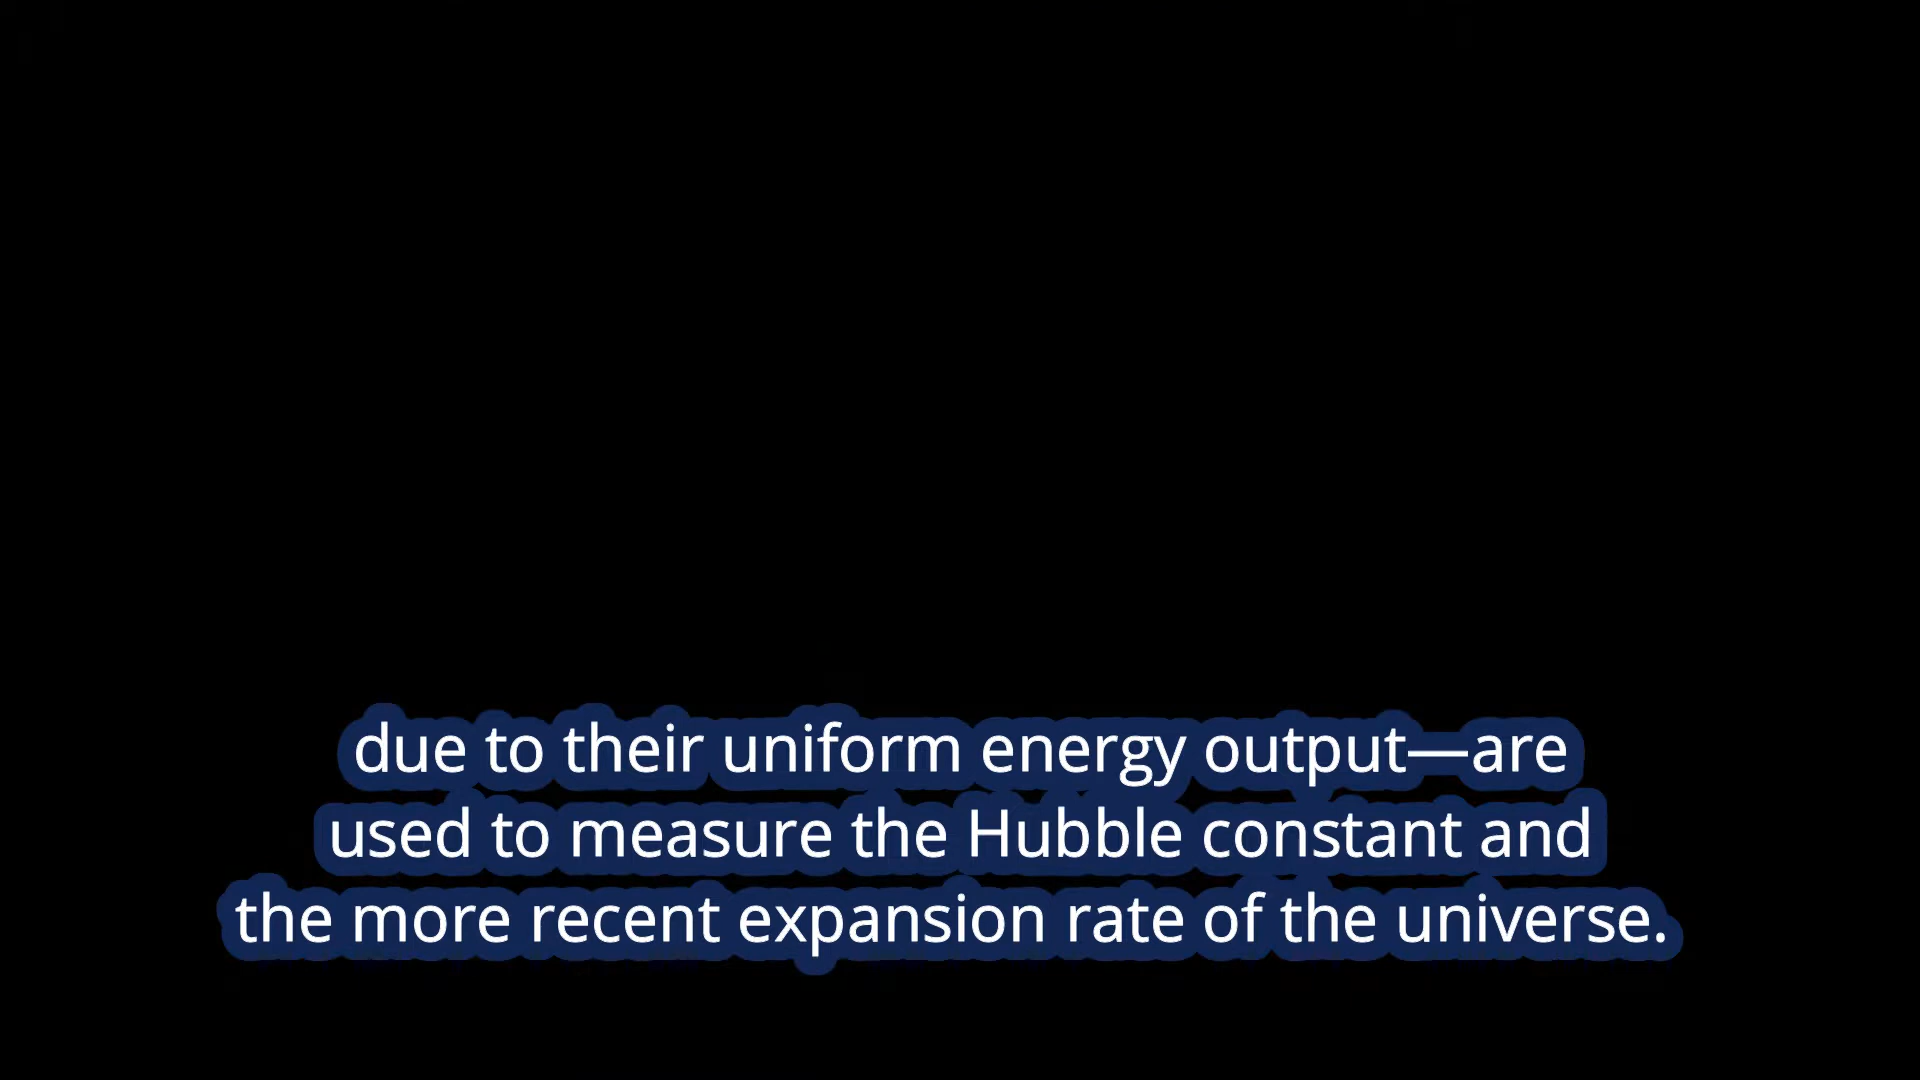 due to their uniform energy output—are
used to measure the Hubble constant and
the more recent expansion rate of the universe.